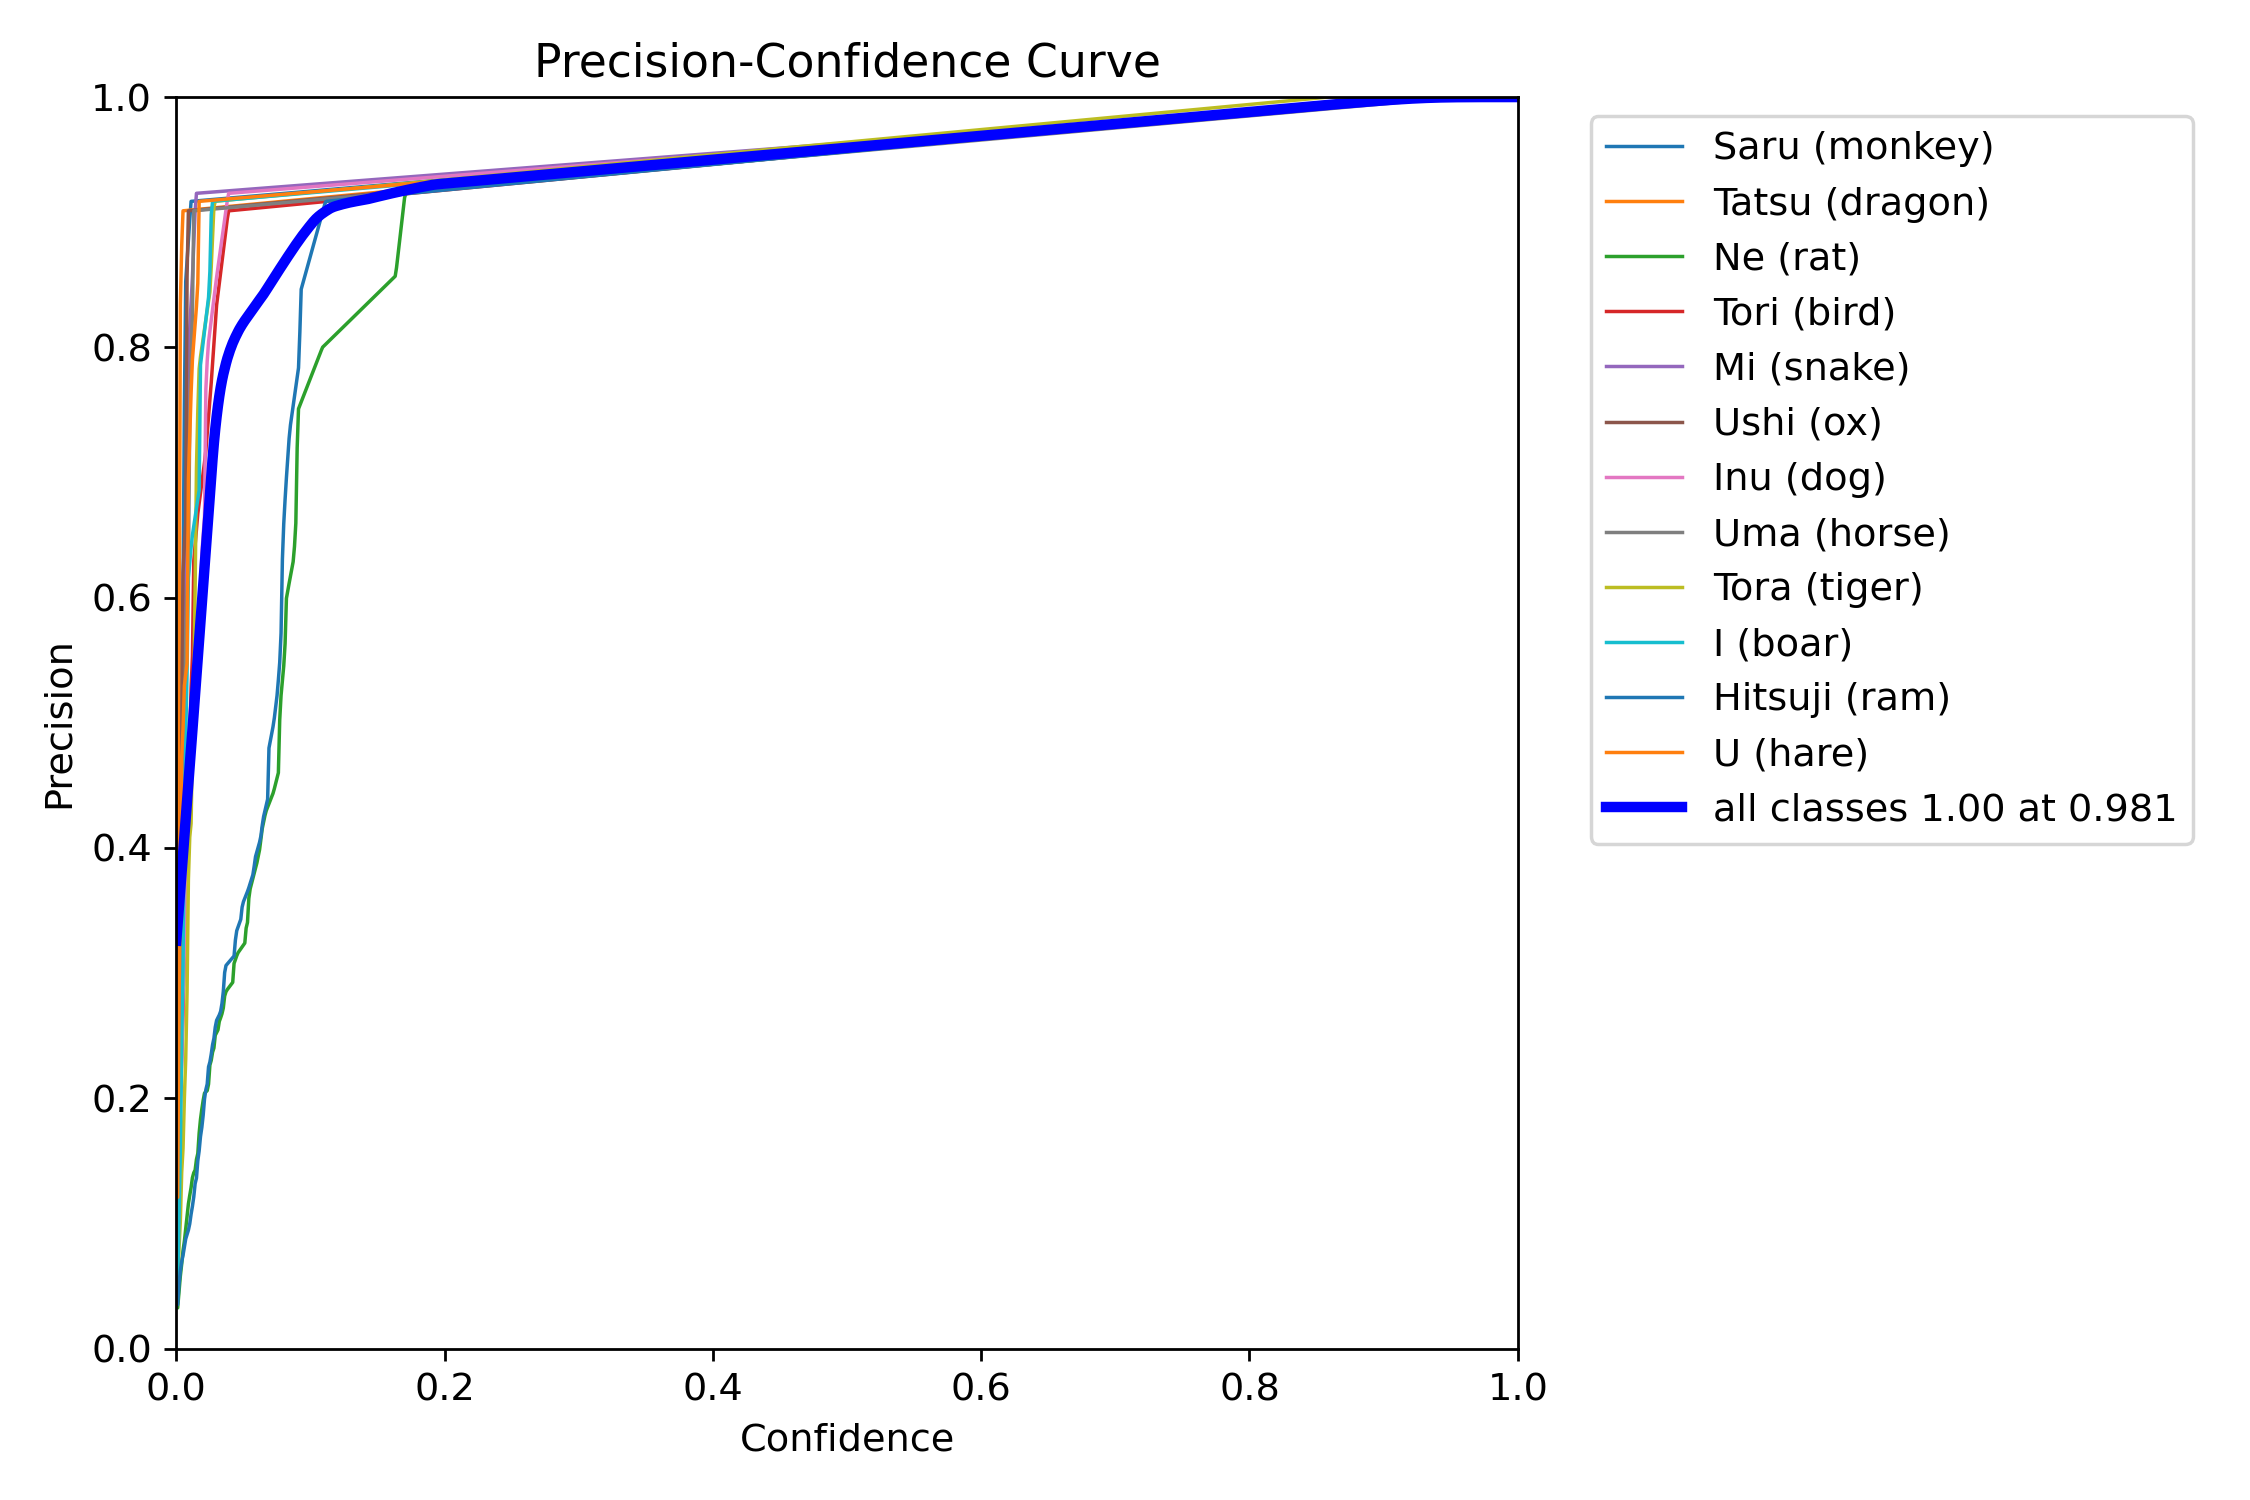 Precision-Confidence Curve
1.0
0.8
0.6
0.4
0.2
0.0
Precision
0.0 0.2 0.4 0.6 0.8 1.0
Confidence
Saru (monkey)
Tatsu (dragon)
Ne (rat)
Tori (bird)
Mi (snake)
Ushi (ox)
Inu (dog)
Uma (horse)
Tora (tiger)
I (boar)
Hitsuji (ram)
U (hare)
all classes 1.00 at 0.981